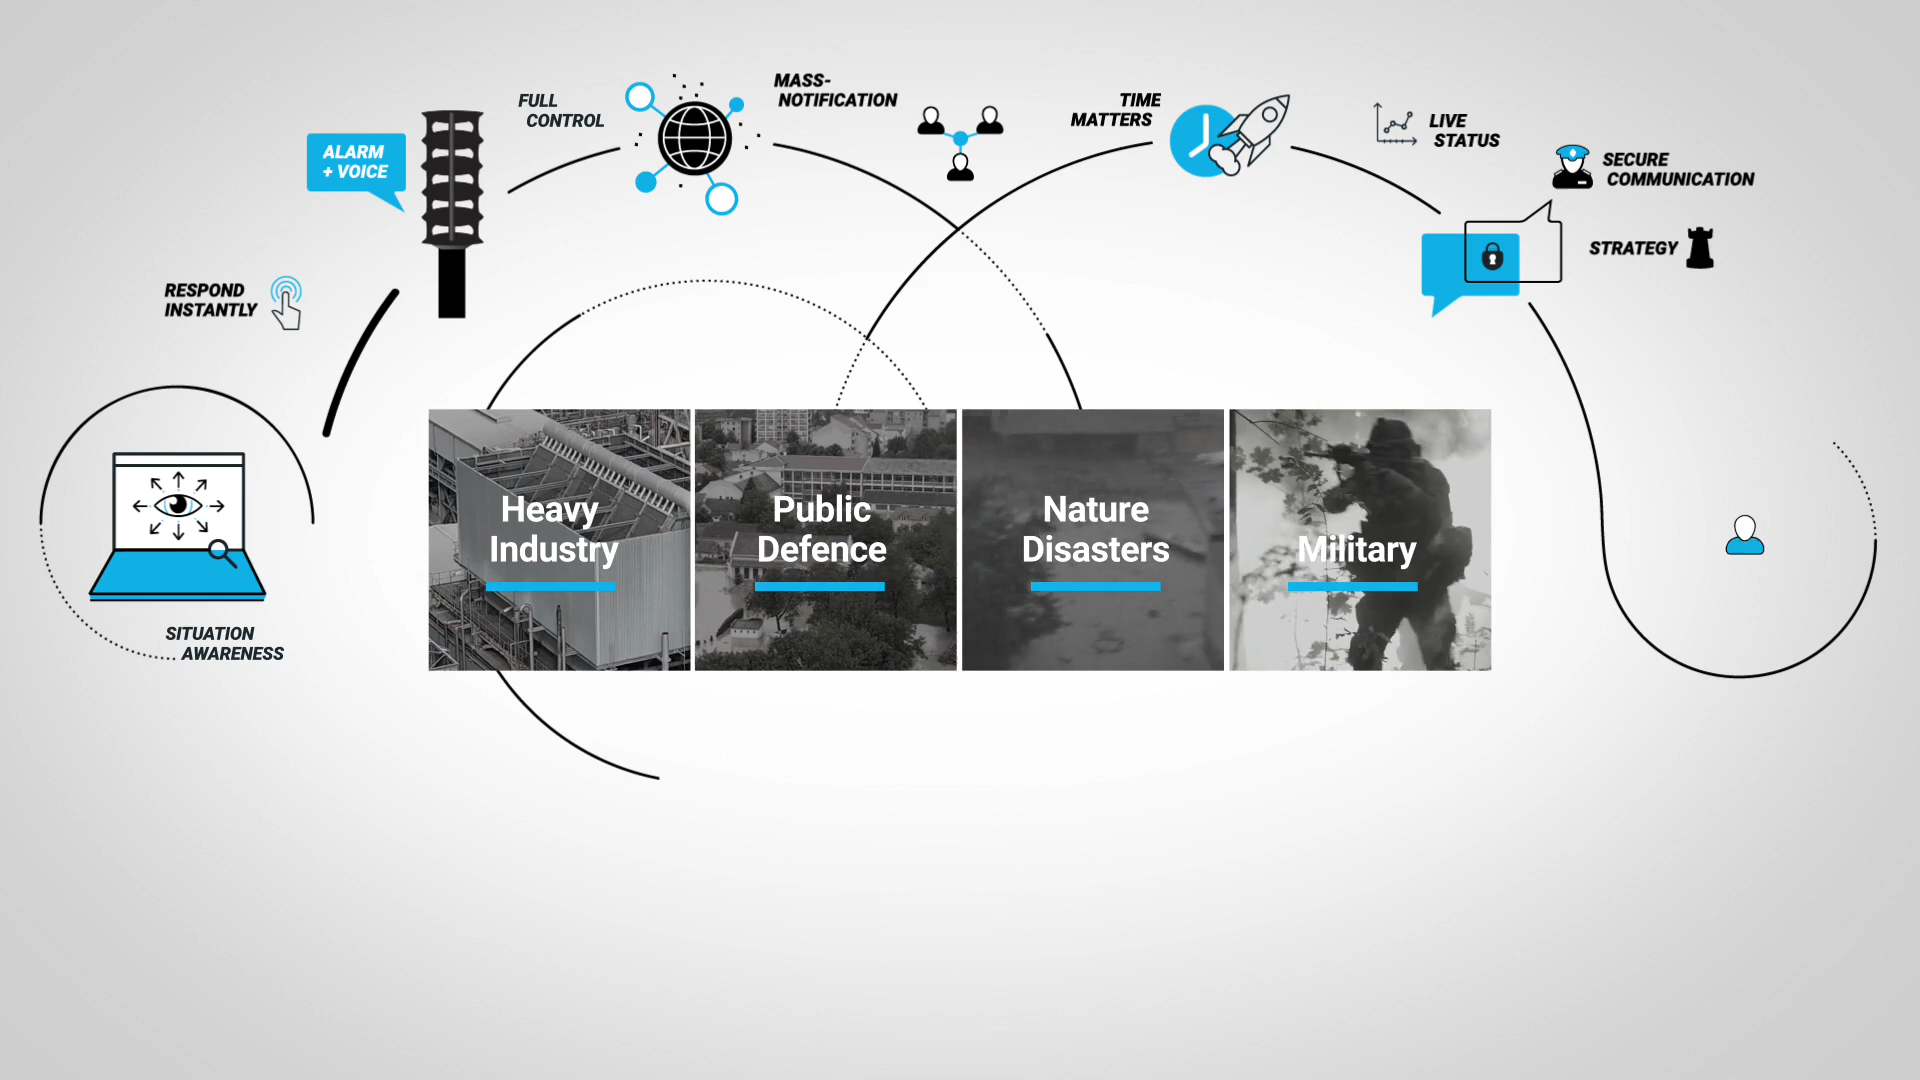 MASS-
NOTIFICATION
FULL
CONTROL
TIME
MATTERS
LIVE
STATUS
ALARM
+ VOICE
SECURE
COMMUNICATION
STRATEGY
RESPOND
INSTANTLY
Heavy
Industry
Public
Defence
Nature
Disasters
Military
SITUATION
AWARENESS